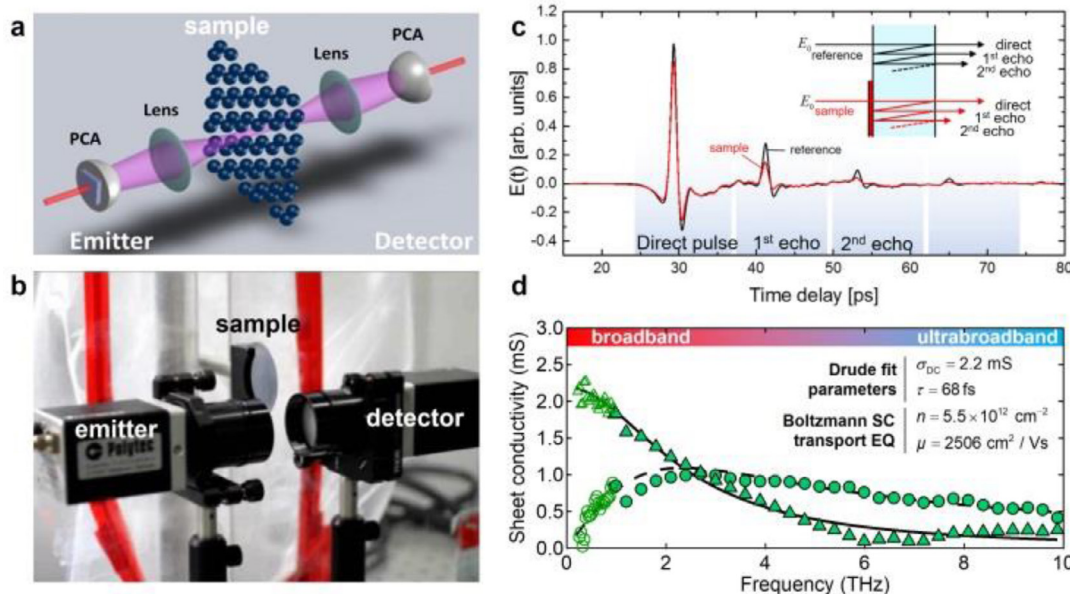 a
sample
Lens
PCA
PCA
Lens
Emitter
Detector
b
sample
emitter
detector
Polytec
c
E(t) [arb. units]
1.0
0.8
0.6
0.4
0.2
0.0
-0.2
-0.4
E₀
reference
direct
1ˢᵗ echo
2ⁿᵈ echo
E₀
sample
direct
1ˢᵗ echo
2ⁿᵈ echo
sample
reference
Direct pulse
1ˢᵗ echo
2ⁿᵈ echo
20 30 40 50 60 70 80
Time delay [ps]
d
Sheet conductivity (mS)
3.0
2.5
2.0
1.5
1.0
0.5
0.0
broadband
ultrabroadband
Drude fit
parameters
σ_DC = 2.2 mS
τ = 68 fs
Boltzmann SC
transport EQ
n = 5.5 × 10¹² cm⁻²
μ = 2506 cm² / Vs
0 2 4 6 8 10
Frequency (THz)